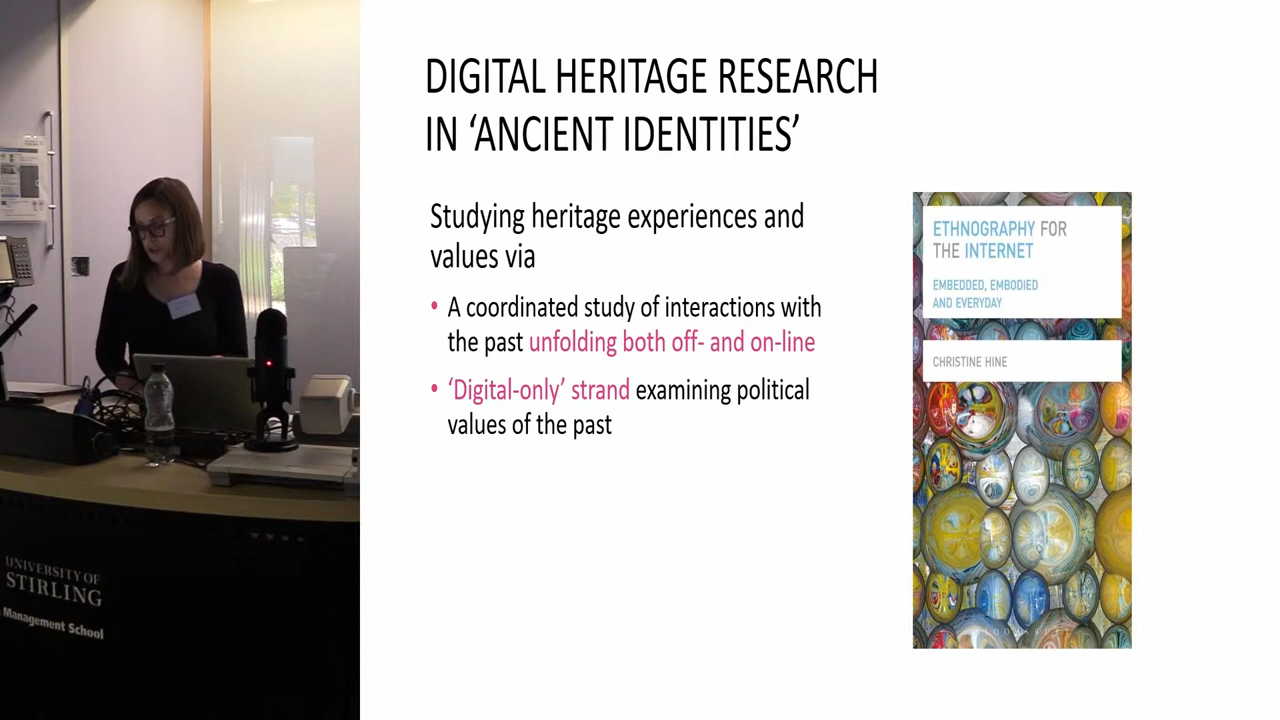 DIGITAL HERITAGE RESEARCH
IN ‘ANCIENT IDENTITIES’
Studying heritage experiences and
values via
• A coordinated study of interactions with
the past unfolding both off- and on-line
• ‘Digital-only’ strand examining political
values of the past
ETHNOGRAPHY FOR
THE INTERNET
EMBEDDED, EMBODIED
AND EVERYDAY
CHRISTINE HINE
UNIVERSITY OF
STIRLING
Management School